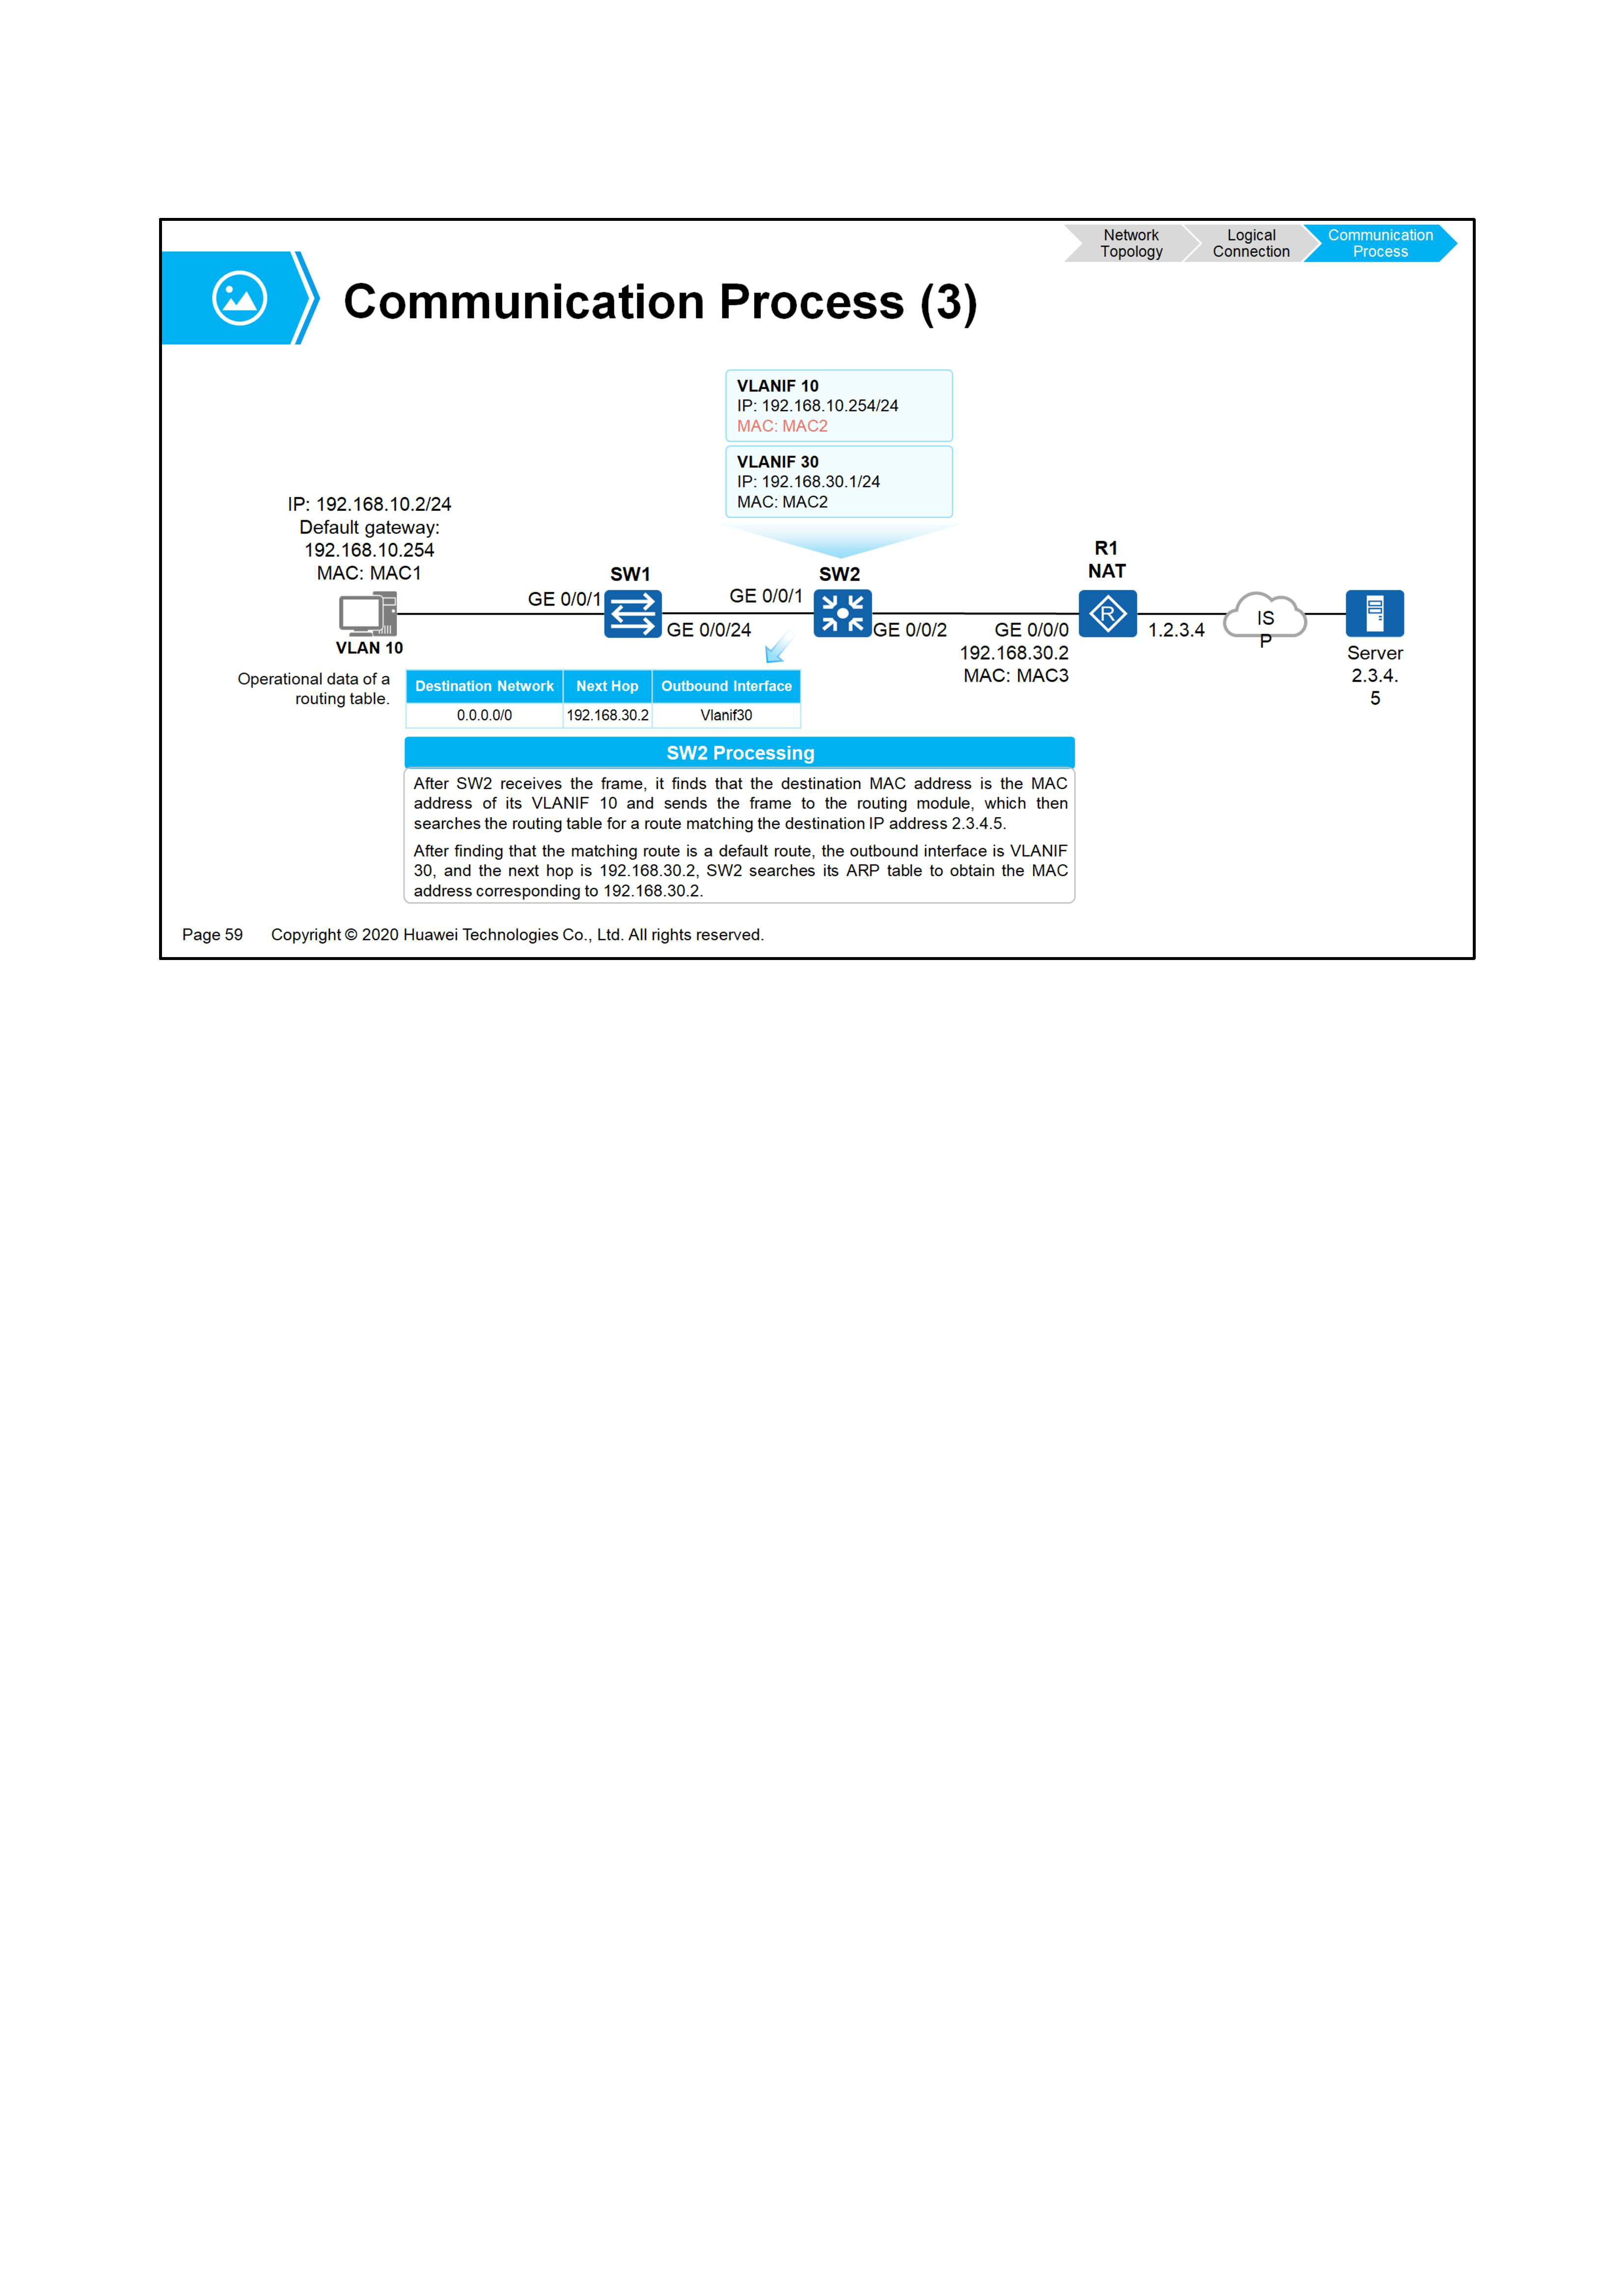 Network
Topology
Logical
Connection
Communication
Process
Communication Process (3)
VLANIF 10
IP: 192.168.10.254/24
MAC: MAC2
VLANIF 30
IP: 192.168.30.1/24
MAC: MAC2
IP: 192.168.10.2/24
Default gateway:
192.168.10.254
MAC: MAC1
VLAN 10
SW1
GE 0/0/1
GE 0/0/24
SW2
GE 0/0/1
GE 0/0/2
R1
NAT
R
GE 0/0/0
192.168.30.2
MAC: MAC3
1.2.3.4
IS
P
Server
2.3.4.
5
Operational data of a
routing table.
Destination Network Next Hop Outbound Interface
0.0.0.0/0 192.168.30.2 Vlanif30
SW2 Processing
After SW2 receives the frame, it finds that the destination MAC address is the MAC
address of its VLANIF 10 and sends the frame to the routing module, which then
searches the routing table for a route matching the destination IP address 2.3.4.5.
After finding that the matching route is a default route, the outbound interface is VLANIF
30, and the next hop is 192.168.30.2, SW2 searches its ARP table to obtain the MAC
address corresponding to 192.168.30.2.
Page 59 Copyright © 2020 Huawei Technologies Co., Ltd. All rights reserved.